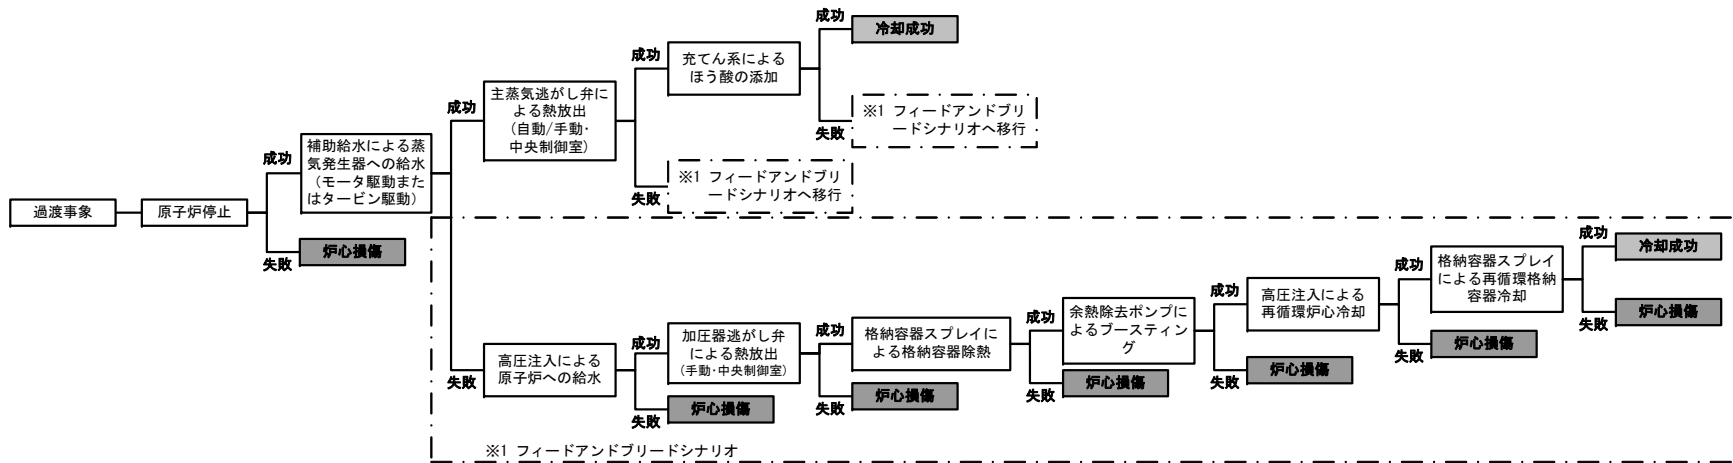 過渡事象
原子炉停止
成功
失敗
補助給水による蒸
気発生器への給水
（モータ駆動また
はタービン駆動）
炉心損傷
成功
失敗
主蒸気逃がし弁に
よる熱放出
（自動/手動・
中央制御室）
成功
失敗
充てん系による
ほう酸の添加
※1 フィードアンドブリ
ードシナリオへ移行
成功
失敗
冷却成功
※1 フィードアンドブリ
ードシナリオへ移行
高圧注入による
原子炉への給水
成功
失敗
加圧器逃がし弁
による熱放出
（手動・中央制御室）
炉心損傷
成功
失敗
格納容器スプレイに
よる格納容器除熱
炉心損傷
成功
失敗
余熱除去ポンプに
よるブースティン
グ
炉心損傷
成功
失敗
高圧注入による
再循環炉心冷却
炉心損傷
成功
失敗
格納容器スプレイ
による再循環格納
容器冷却
炉心損傷
成功
失敗
冷却成功
炉心損傷
※1 フィードアンドブリードシナリオ